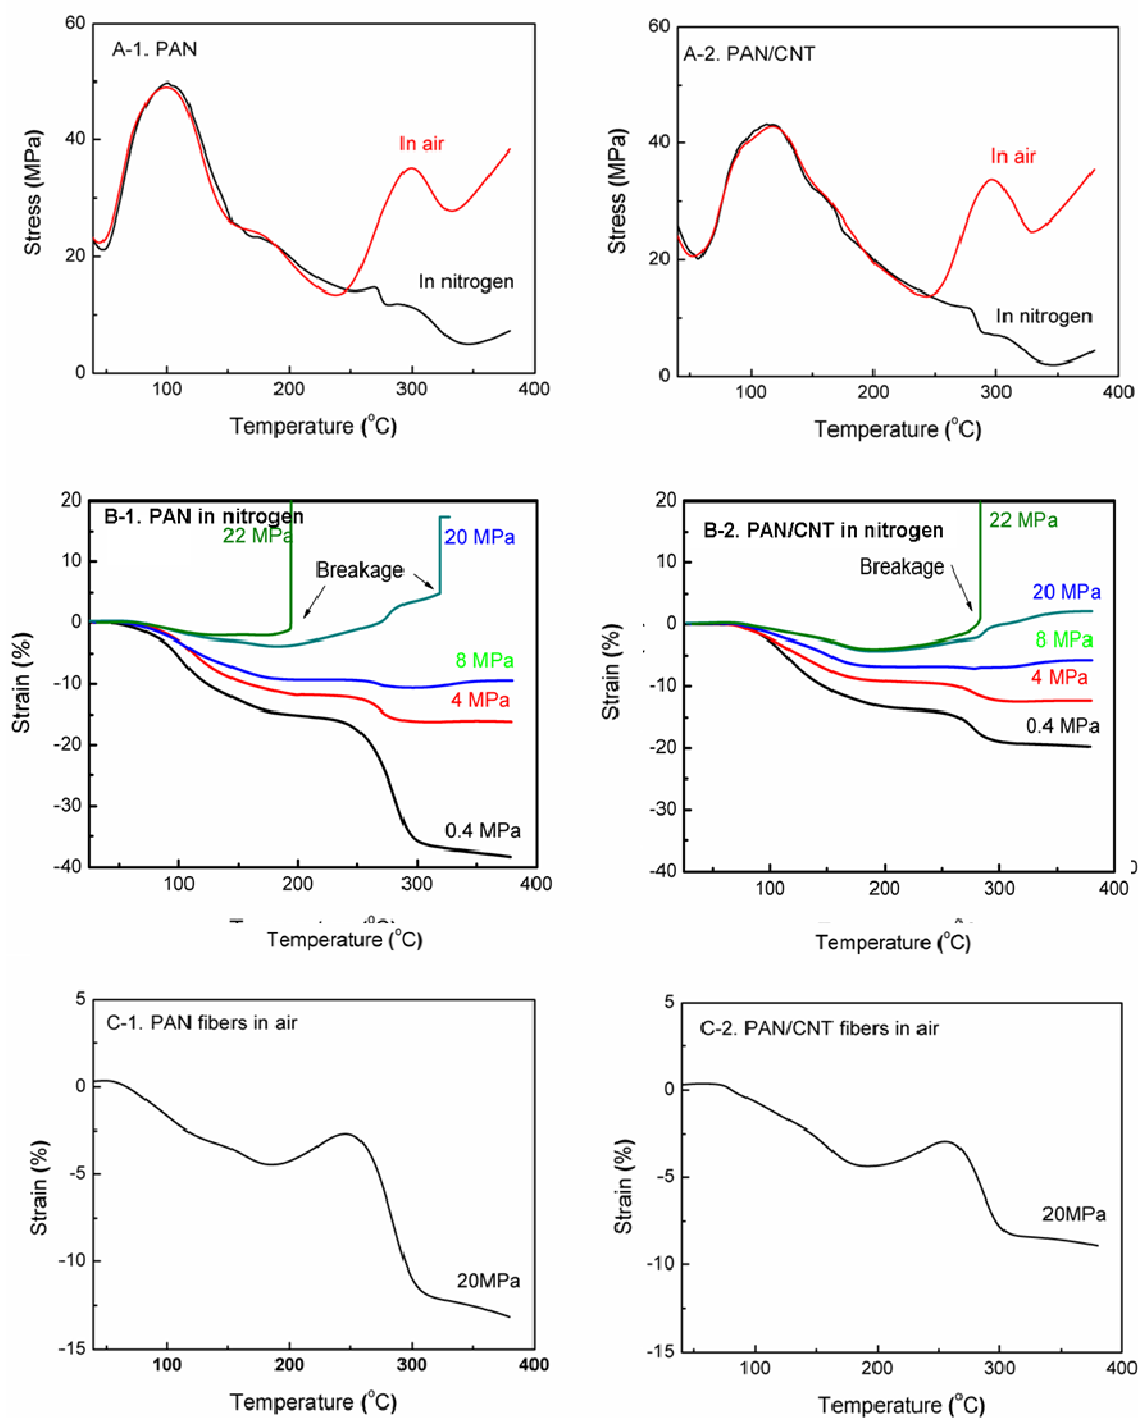 60
A-1. PAN
40
In air
Stress (MPa)
20
In nitrogen
0
100
200
300
400
Temperature (°C)
60
A-2. PAN/CNT
40
In air
Stress (MPa)
20
In nitrogen
0
100
200
300
400
Temperature (°C)
20
B-1. PAN in nitrogen
22 MPa
20 MPa
10
Breakage
0
8 MPa
-10
4 MPa
Strain (%)
-20
-30
0.4 MPa
-40
100
200
300
400
Temperature (°C)
20
22 MPa
B-2. PAN/CNT in nitrogen
10
Breakage
20 MPa
0
8 MPa
4 MPa
-10
0.4 MPa
Strain (%)
-20
-30
-40
100
200
300
400
Temperature (°C)
5
C-1. PAN fibers in air
0
-5
Strain (%)
-10
20MPa
-15
100
200
300
400
Temperature (°C)
5
C-2. PAN/CNT fibers in air
0
-5
Strain (%)
20MPa
-10
-15
100
200
300
400
Temperature (°C)